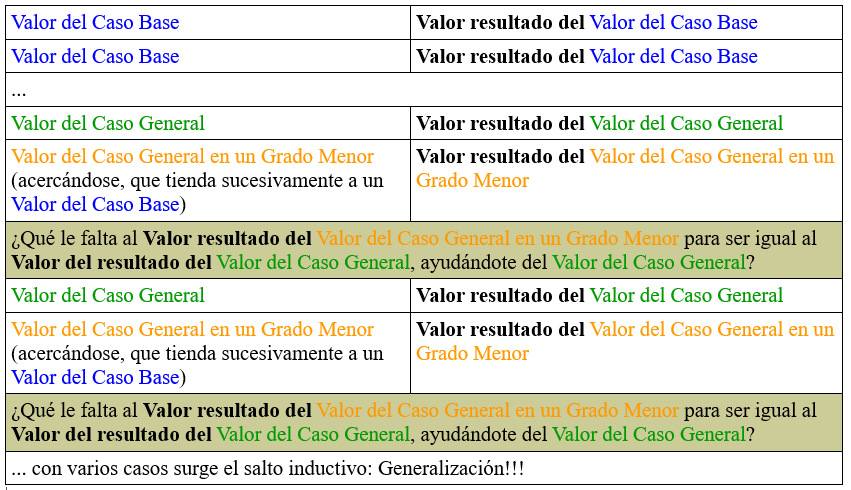 Valor del Caso Base
Valor resultado del Valor del Caso Base
Valor del Caso Base
Valor resultado del Valor del Caso Base
...
Valor del Caso General
Valor resultado del Valor del Caso General
Valor del Caso General en un Grado Menor
(acercándose, que tienda sucesivamente a un
Valor del Caso Base)
Valor resultado del Valor del Caso General en un
Grado Menor
¿Qué le falta al Valor resultado del Valor del Caso General en un Grado Menor para ser igual al
Valor del resultado del Valor del Caso General, ayudándote del Valor del Caso General?
Valor del Caso General
Valor resultado del Valor del Caso General
Valor del Caso General en un Grado Menor
(acercándose, que tienda sucesivamente a un
Valor del Caso Base)
Valor resultado del Valor del Caso General en un
Grado Menor
¿Qué le falta al Valor resultado del Valor del Caso General en un Grado Menor para ser igual al
Valor del resultado del Valor del Caso General, ayudándote del Valor del Caso General?
... con varios casos surge el salto inductivo: Generalización!!!